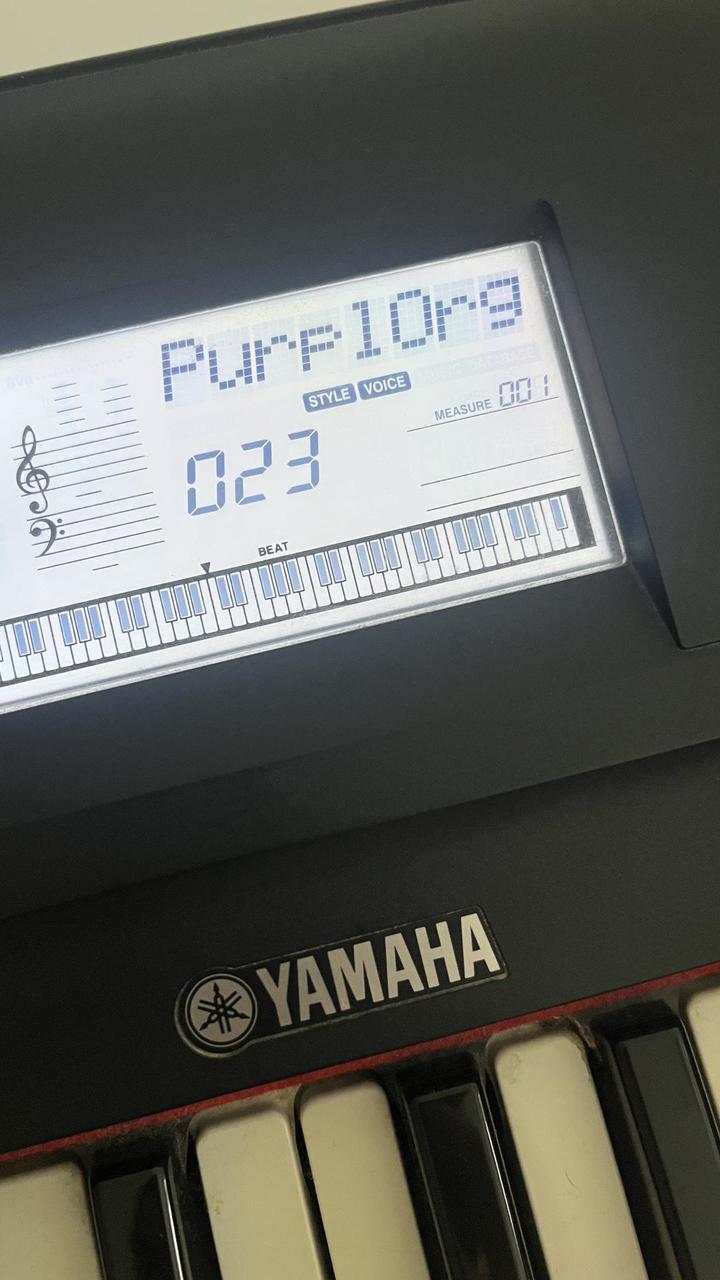 PurplOrg
STYLE VOICE
MEASURE 001
023
BEAT
YAMAHA